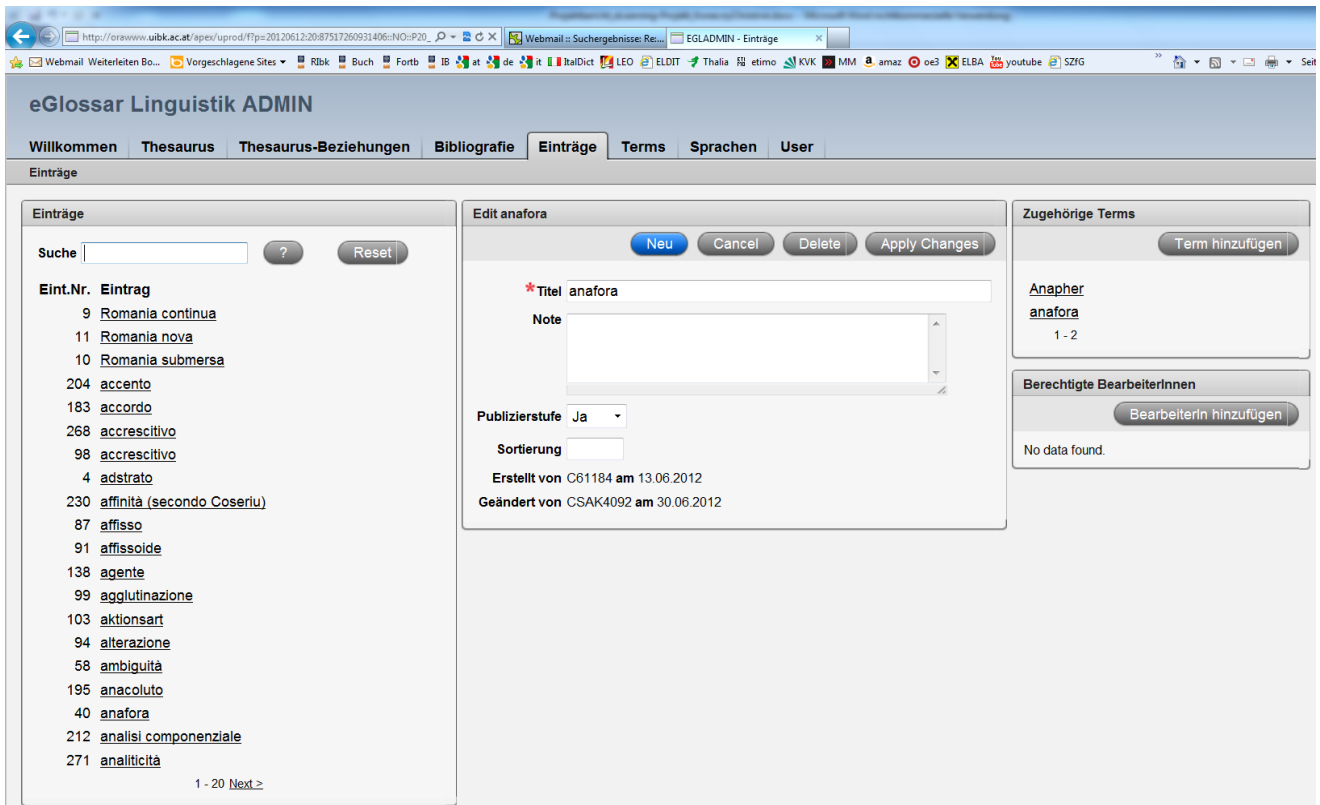 http://orawww.uibk.ac.at/apex/uprod/f?p=20120612:20:87517260931406::NO::P20_
Webmail :: Suchergebnisse: Re:...
EGLADMIN - Einträge
Webmail Weiterleiten Bo... Vorgeschlagene Sites RIbk Buch Fortb IB at de it ItalDict LEO ELDIT Thalia etimo KVK MM amaz oe3 ELBA youtube SZfG Seit
eGlossar Linguistik ADMIN
Willkommen Thesaurus Thesaurus-Beziehungen Bibliografie Einträge Terms Sprachen User
Einträge
Einträge
Suche ? Reset
Eint.Nr. Eintrag
9 Romania continua
11 Romania nova
10 Romania submersa
204 accento
183 accordo
268 accrescitivo
98 accrescitivo
4 adstrato
230 affinità (secondo Coseriu)
87 affisso
91 affissoide
138 agente
99 agglutinazione
103 aktionsart
94 alterazione
58 ambiguità
195 anacoluto
40 anafora
212 analisi componenziale
271 analiticità
1 - 20 Next >
Edit anafora
Neu Cancel Delete Apply Changes
*Titel anafora
Note
Publizierstufe Ja
Sortierung
Erstellt von C61184 am 13.06.2012
Geändert von CSAK4092 am 30.06.2012
Zugehörige Terms
Term hinzufügen
Anapher
anafora
1 - 2
Berechtigte BearbeiterInnen
BearbeiterIn hinzufügen
No data found.